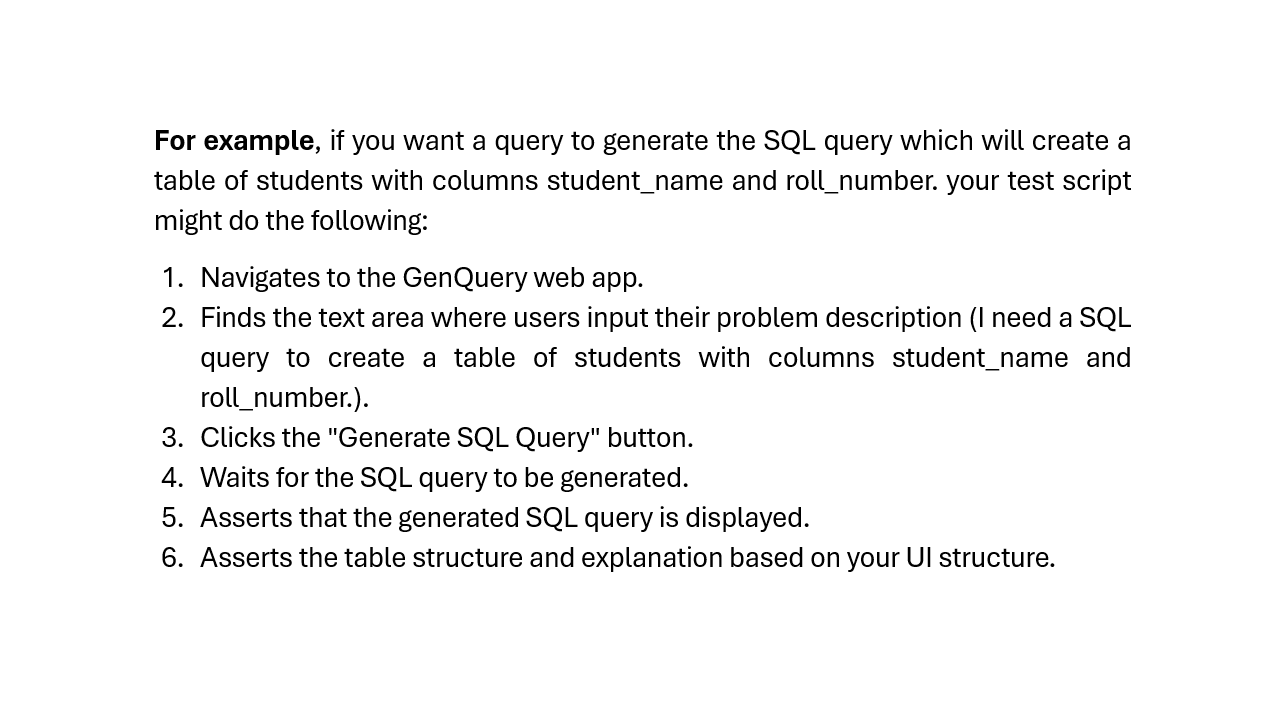 For example, if you want a query to generate the SQL query which will create a
table of students with columns student_name and roll_number. your test script
might do the following:
1. Navigates to the GenQuery web app.
2. Finds the text area where users input their problem description (I need a SQL
query to create a table of students with columns student_name and
roll_number.).
3. Clicks the "Generate SQL Query" button.
4. Waits for the SQL query to be generated.
5. Asserts that the generated SQL query is displayed.
6. Asserts the table structure and explanation based on your UI structure.